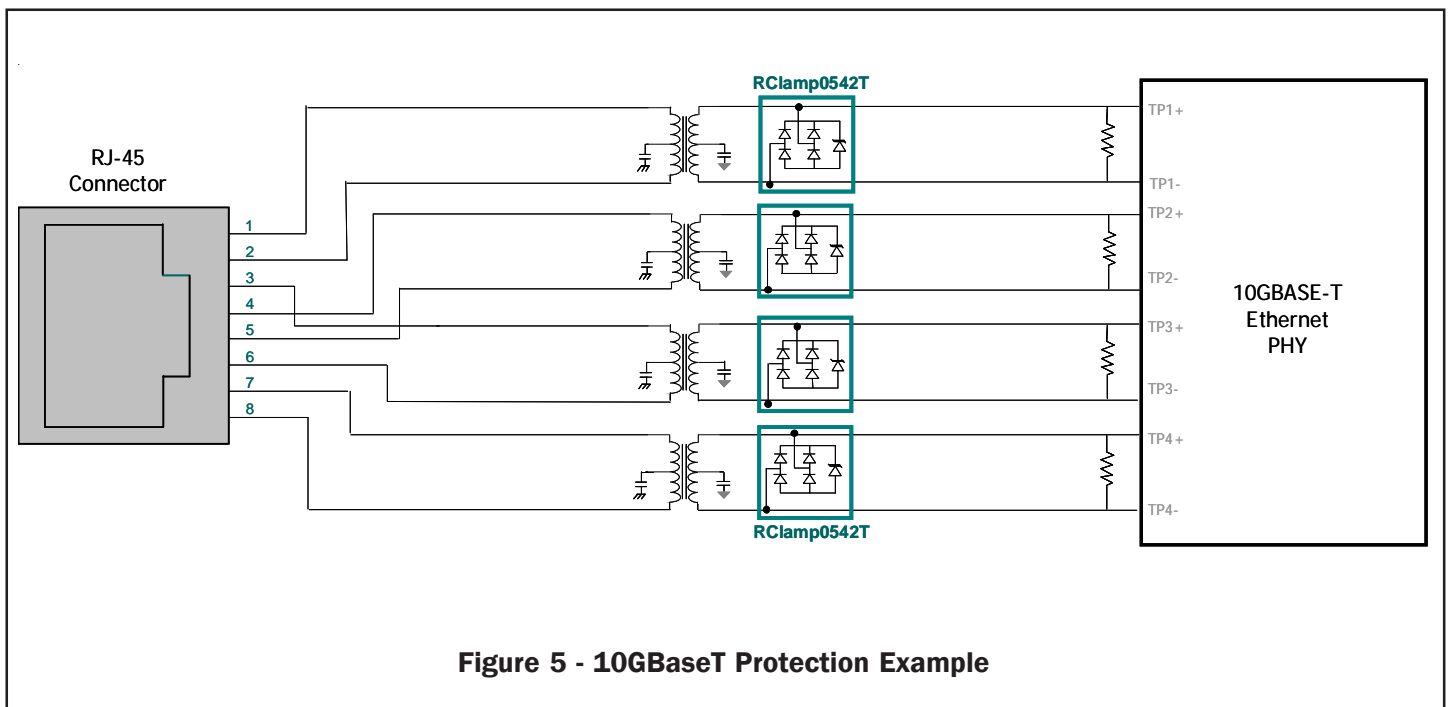 RClamp0542T
RJ-45
Connector
1
2
3
4
5
6
7
8
TP1+
TP1-
TP2+
TP2-
TP3+
TP3-
TP4+
TP4-
10GBASE-T
Ethernet
PHY
RClamp0542T
Figure 5 - 10GBaseT Protection Example